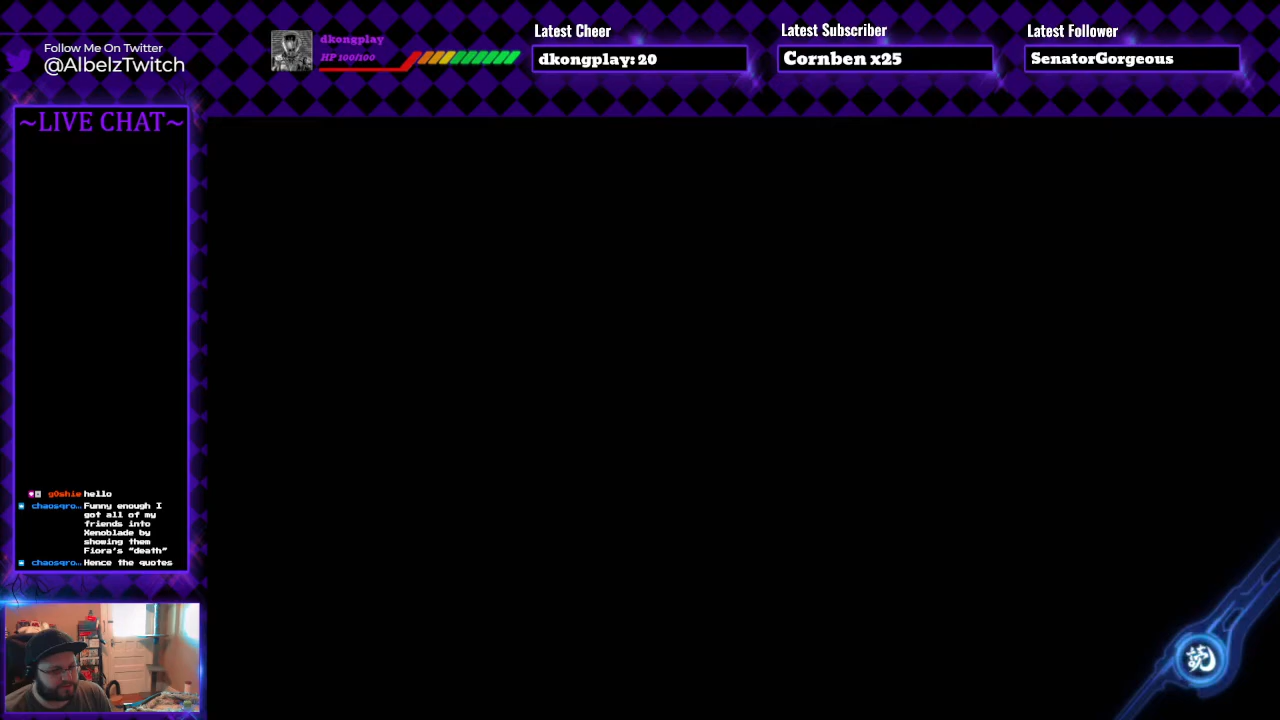 Follow Me On Twitter
@AlbelzTwitch
dkongplay
HP 100/100
Latest Cheer
dkongplay: 20
Latest Subscriber
Cornben x25
Latest Follower
SenatorGorgeous
~LIVE CHAT~
g0shie hello
chaosqro... Funny enough I
got all of my
friends into
Xenoblade by
showing them
Fiora's "death"
chaosqro... Hence the quotes